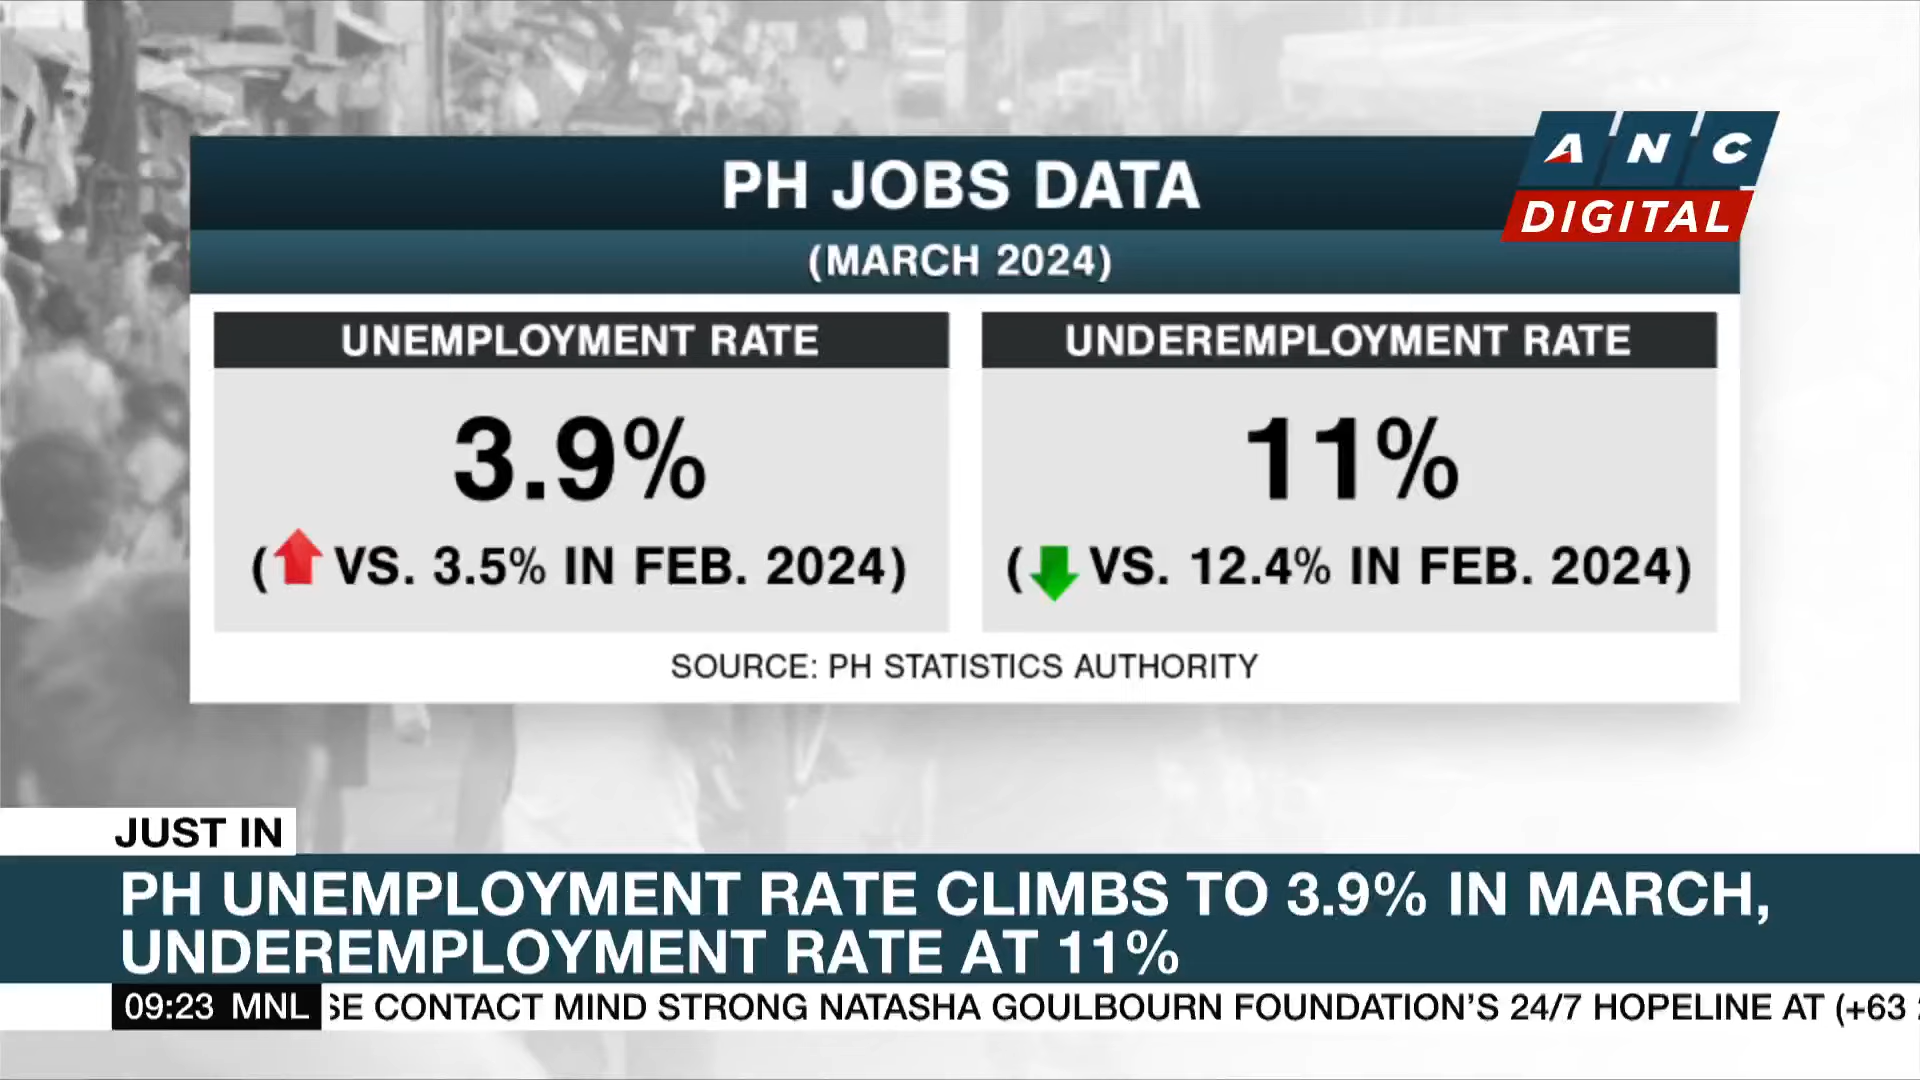 PH JOBS DATA
ANC
DIGITAL
(MARCH 2024)
UNEMPLOYMENT RATE
3.9%
( VS. 3.5% IN FEB. 2024)
UNDEREMPLOYMENT RATE
11%
( VS. 12.4% IN FEB. 2024)
SOURCE: PH STATISTICS AUTHORITY
JUST IN
PH UNEMPLOYMENT RATE CLIMBS TO 3.9% IN MARCH,
UNDEREMPLOYMENT RATE AT 11%
09:23 MNL
SE CONTACT MIND STRONG NATASHA GOULBOURN FOUNDATION'S 24/7 HOPELINE AT (+63